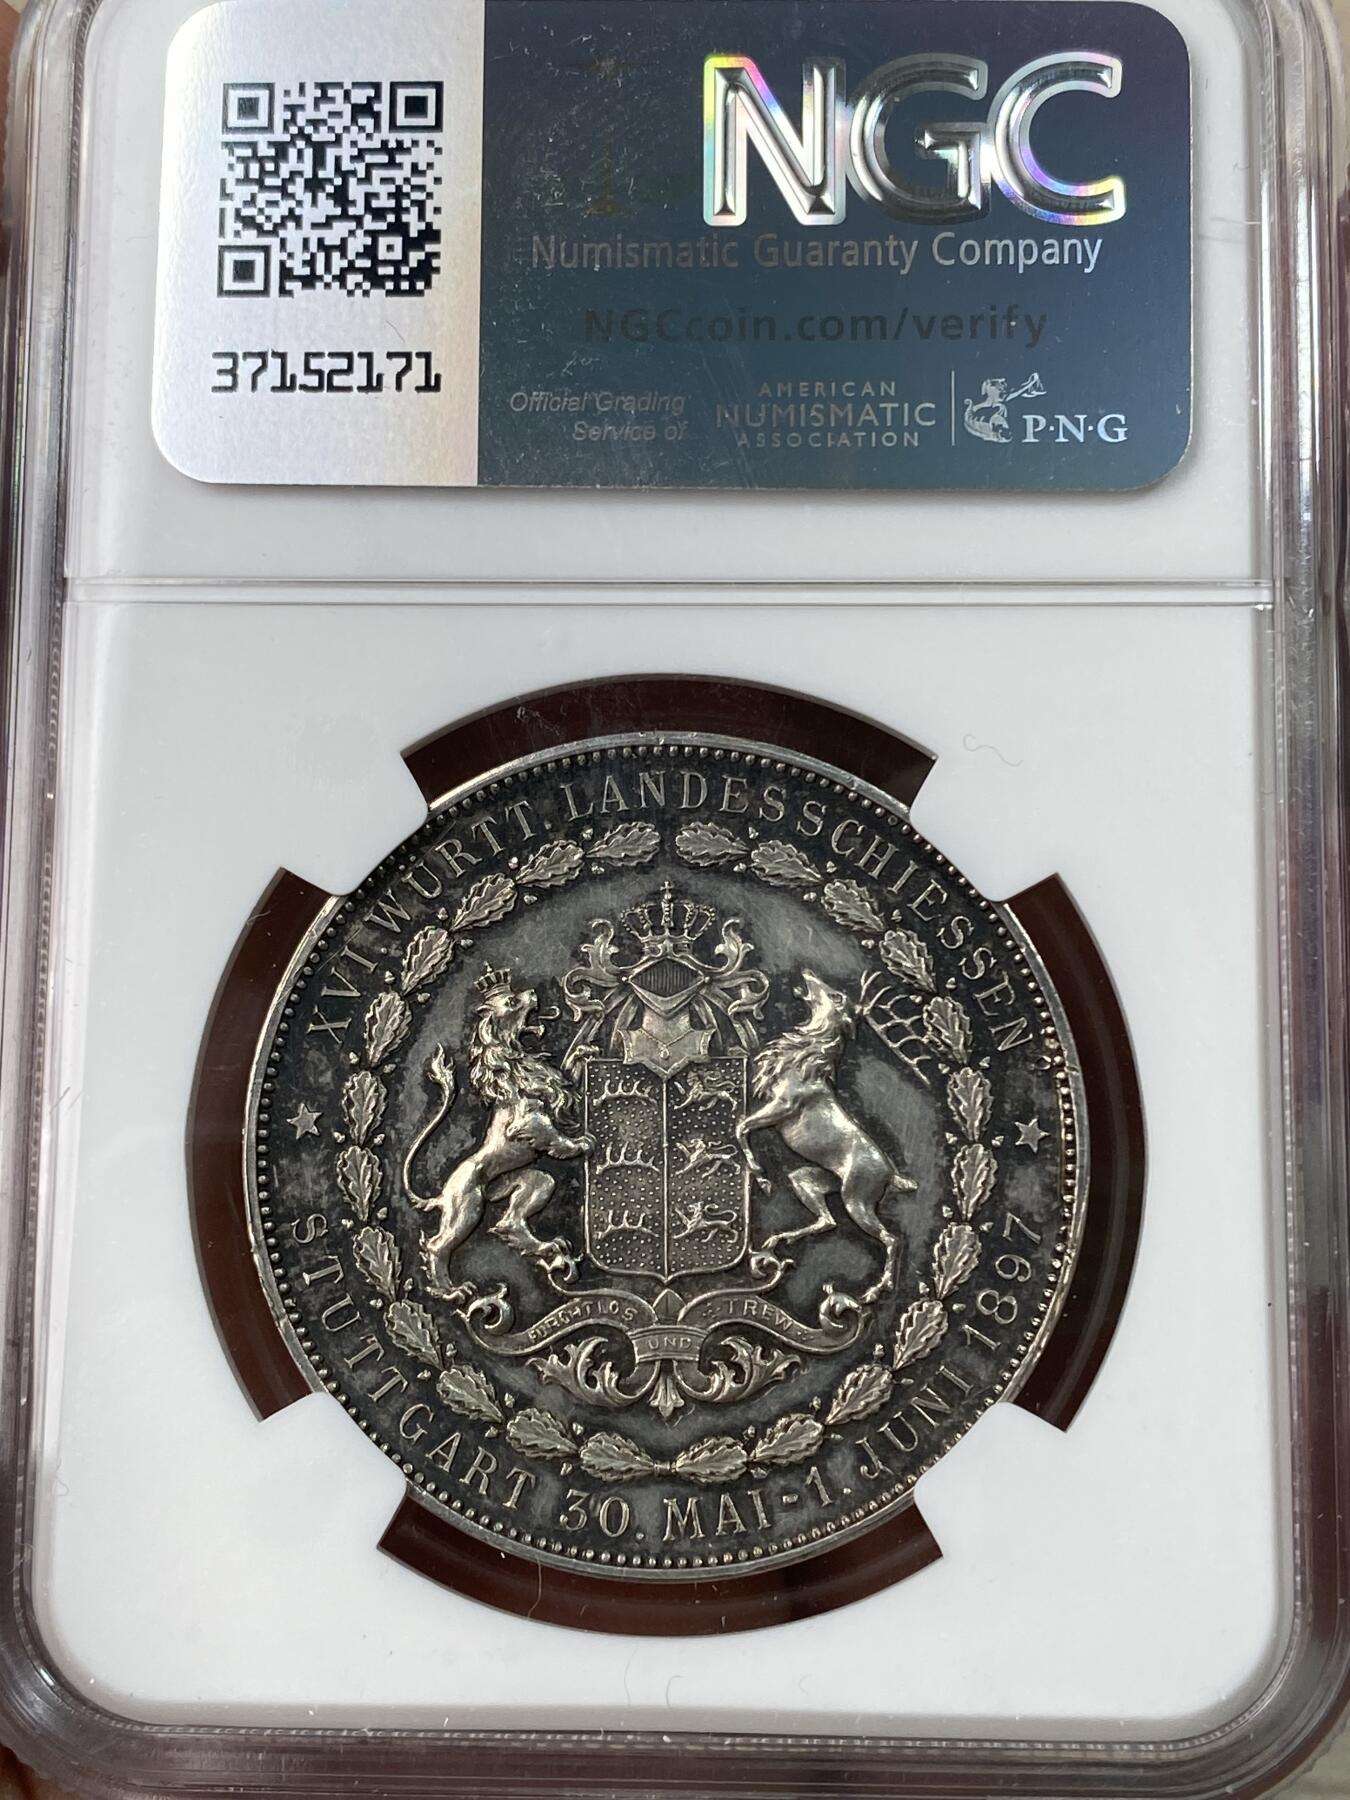 NGC
Numismatic Guaranty Company
NGCcoin.com/verify
37152171
Official Grading
Service of
AMERICAN
NUMISMATIC
ASSOCIATION
P·N·G
XVI. WÜRTT. LANDESSCHIESSEN
STUTTGART 30. MAI - 1. JUNI 1897
FURCHTLOS UND TREW